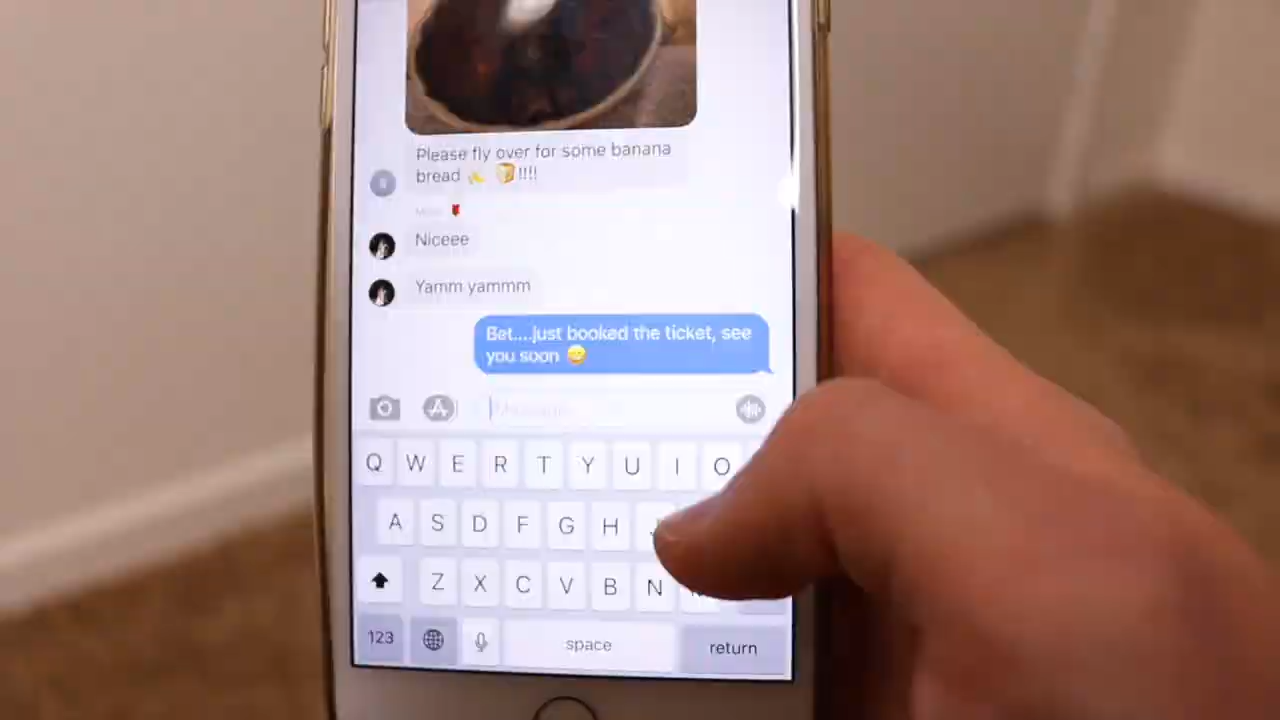 Please fly over for some banana
bread 🍌 🍞!!!!
Niceee
Yamm yammm
Bet....just booked the ticket, see
you soon 😄
Q W E R T Y U I O
A S D F G H
Z X C V B N
123 space return